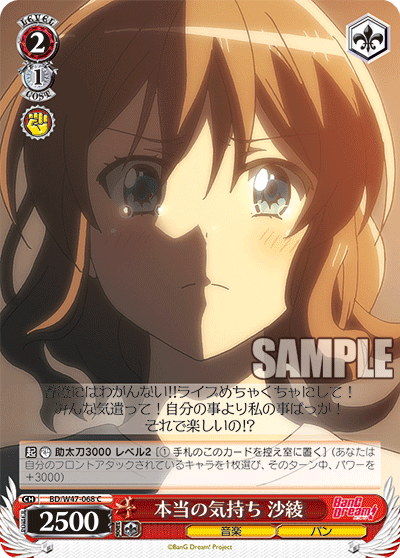 LEVEL
2
1
COST
SAMPLE
香澄にはわかんない!!ライブめちゃくちゃにして!
みんな気遣って!自分の事より私の事ばっか!
それで楽しいの!?
助太刀3000 レベル2 [① 手札のこのカードを控え室に置く] (あなたは
自分のフロントアタックされているキャラを1枚選び、そのターン中、パワーを
+3000)
CH BD/W47-068 C
2500 本当の気持ち 沙綾 BanG Dream!
音楽 パン
©BanG Dream! Project